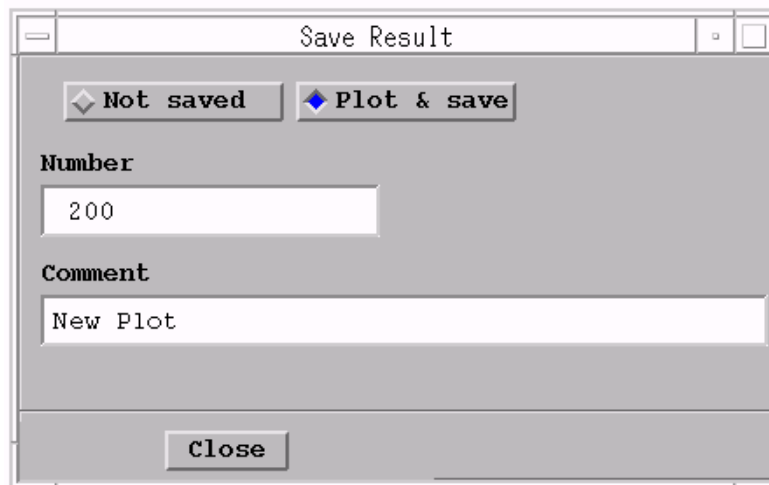 Save Result
Not saved Plot & save
Number
200
Comment
New Plot
Close